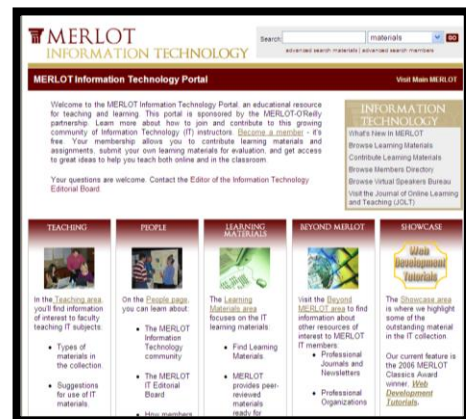 MERLOT
INFORMATION TECHNOLOGY
Search: materials GO
advanced search materials | advanced search members
MERLOT Information Technology Portal
Visit Main MERLOT
Welcome to the MERLOT Information Technology Portal, an educational resource
for teaching and learning. This portal is sponsored by the MERLOT-O'Reilly
partnership. Learn more about how to join and contribute to this growing
community of Information Technology (IT) instructors. Become a member - it's
free. Your membership allows you to contribute learning materials and
assignments, submit your own learning materials for evaluation, and get access
to great ideas to help you teach both online and in the classroom.
Your questions are welcome. Contact the Editor of the Information Technology
Editorial Board.
INFORMATION
TECHNOLOGY
What's New In MERLOT
Browse Learning Materials
Contribute Learning Materials
Browse Members Directory
Browse Virtual Speakers Bureau
Visit the Journal of Online Learning
and Teaching (JOLT)
TEACHING
In the Teaching area,
you'll find information
of interest to faculty
teaching IT subjects:
• Types of
materials in
the collection.
• Suggestions
for use of IT
materials.
PEOPLE
On the People page,
you can learn about:
• The MERLOT
Information
Technology
community
• The MERLOT
IT Editorial
Board
• How members
LEARNING
MATERIALS
The Learning
Materials area
focuses on the IT
learning materials:
• Find Learning
Materials.
• MERLOT
provides peer-
reviewed
materials
ready for
BEYOND MERLOT
Visit the Beyond
MERLOT area to find
information about
other resources of
interest to MERLOT
IT members:
• Professional
Journals and
Newsletters
• Professional
Organizations
SHOWCASE
Web
Development
Tutorials
The Showcase area
is where we highlight
some of the
outstanding material
in the IT collection.
Our current feature is
the 2006 MERLOT
Classics Award
winner, Web
Development
Tutorials.